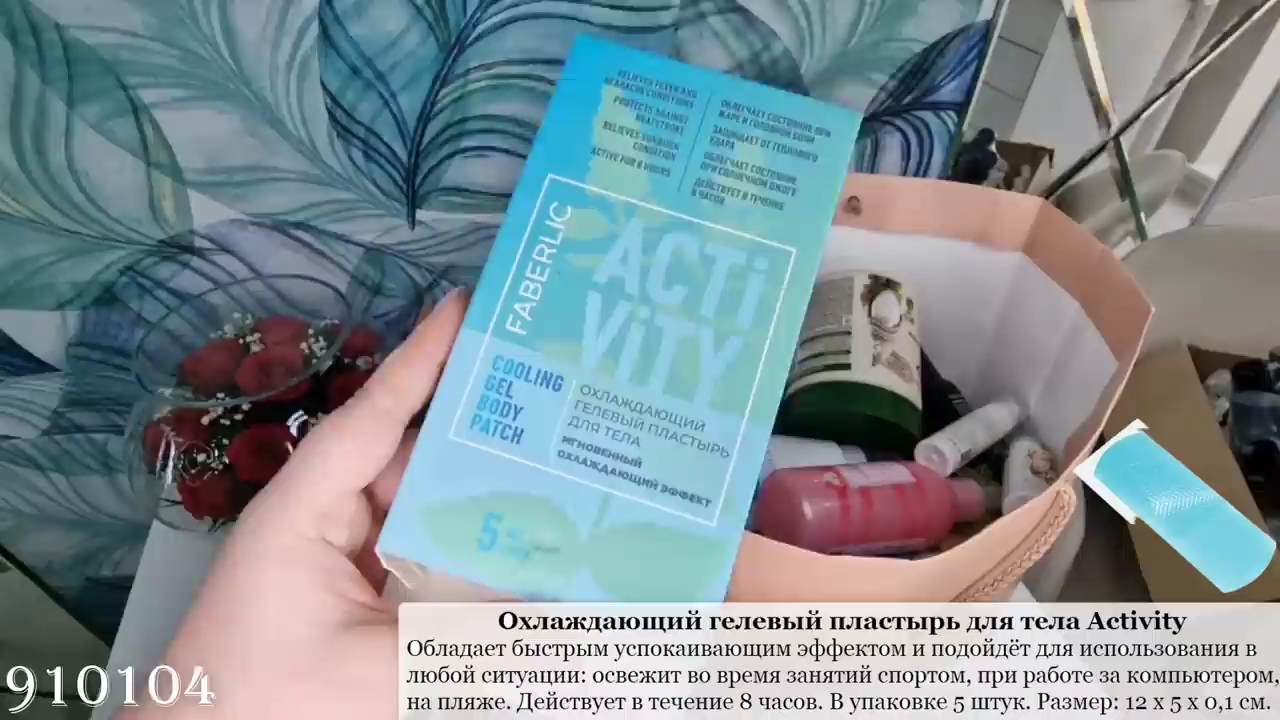 RELIEVES FEVER AND
HEADACHE CONDITIONS
PROTECTS AGAINST
HEATSTROKE
RELIEVES SUNBURN
CONDITION
ACTIVE FOR 8 HOURS
ОБЛЕГЧАЕТ СОСТОЯНИЕ ПРИ
ЖАРЕ И ГОЛОВНОЙ БОЛИ
ЗАЩИЩАЕТ ОТ ТЕПЛОВОГО
УДАРА
ОБЛЕГЧАЕТ СОСТОЯНИЕ
ПРИ СОЛНЕЧНОМ ОЖОГЕ
ДЕЙСТВУЕТ В ТЕЧЕНИЕ
8 ЧАСОВ
FABERLIC
ACTi
ViTY
COOLING
GEL
BODY
PATCH
ОХЛАЖДАЮЩИЙ
ГЕЛЕВЫЙ ПЛАСТЫРЬ
ДЛЯ ТЕЛА
МГНОВЕННЫЙ
ОХЛАЖДАЮЩИЙ ЭФФЕКТ
5
910104
Охлаждающий гелевый пластырь для тела Activity
Обладает быстрым успокаивающим эффектом и подойдёт для использования в
любой ситуации: освежит во время занятий спортом, при работе за компьютером,
на пляже. Действует в течение 8 часов. В упаковке 5 штук. Размер: 12 х 5 х 0,1 см.